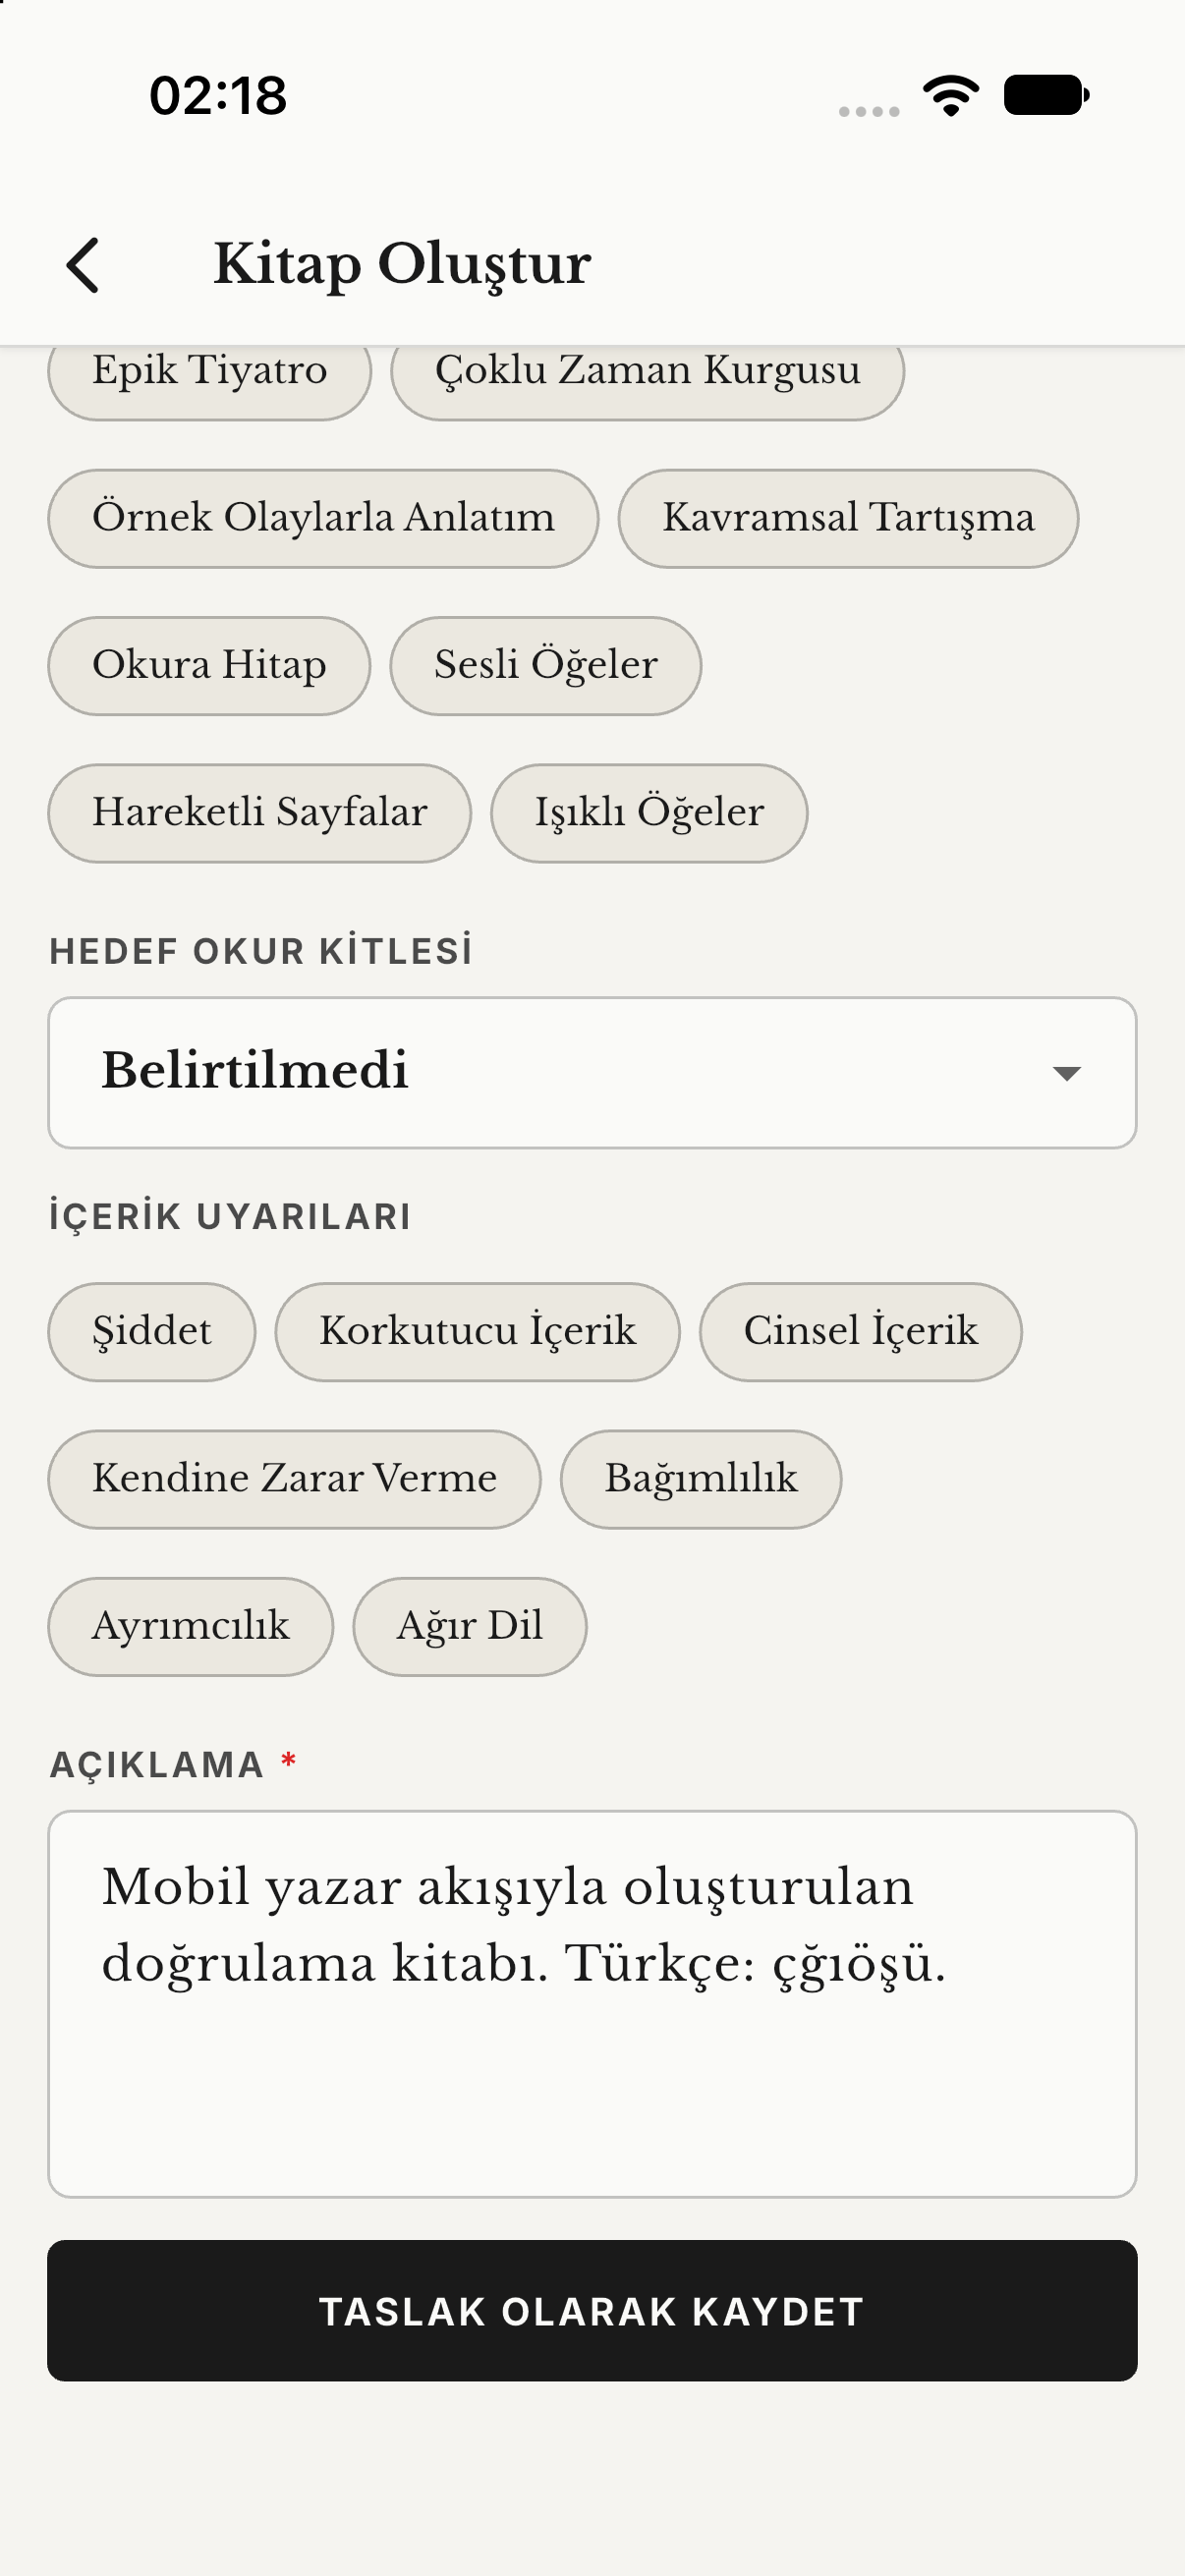 02:18
Kitap Oluştur
Epik Tiyatro Çoklu Zaman Kurgusu
Örnek Olaylarla Anlatım Kavramsal Tartışma
Okura Hitap Sesli Öğeler
Hareketli Sayfalar Işıklı Öğeler
HEDEF OKUR KİTLESİ
Belirtilmedi
İÇERİK UYARILARI
Şiddet Korkutucu İçerik Cinsel İçerik
Kendine Zarar Verme Bağımlılık
Ayrımcılık Ağır Dil
AÇIKLAMA *
Mobil yazar akışıyla oluşturulan
doğrulama kitabı. Türkçe: çğıöşü.
TASLAK OLARAK KAYDET